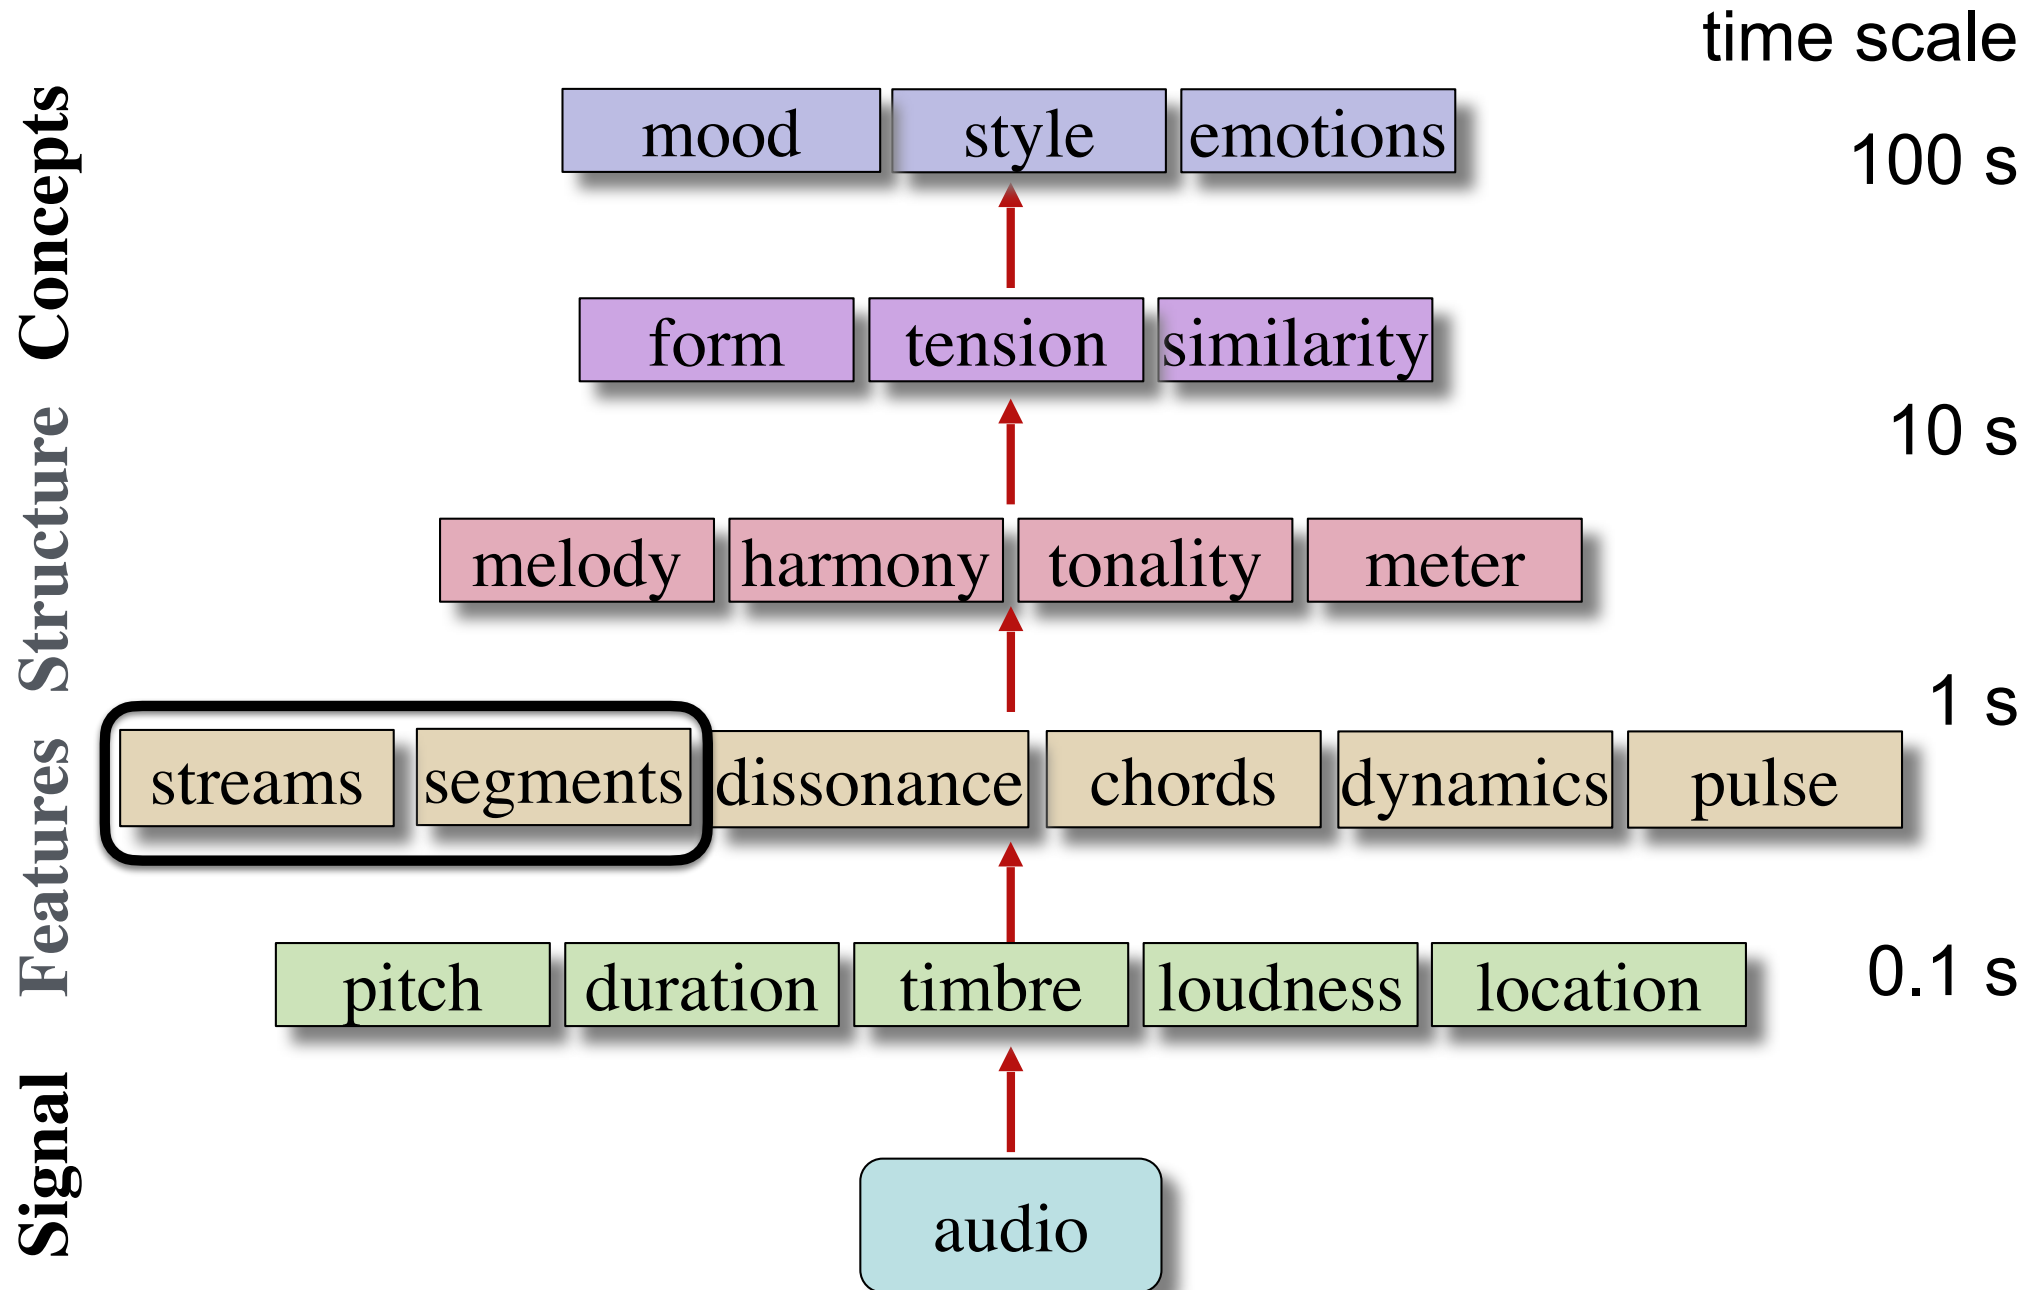 time scale
Concepts
mood style emotions
100 s
form tension similarity
10 s
Structure
melody harmony tonality meter
1 s
Features
streams segments dissonance chords dynamics pulse
pitch duration timbre loudness location
0.1 s
Signal
audio